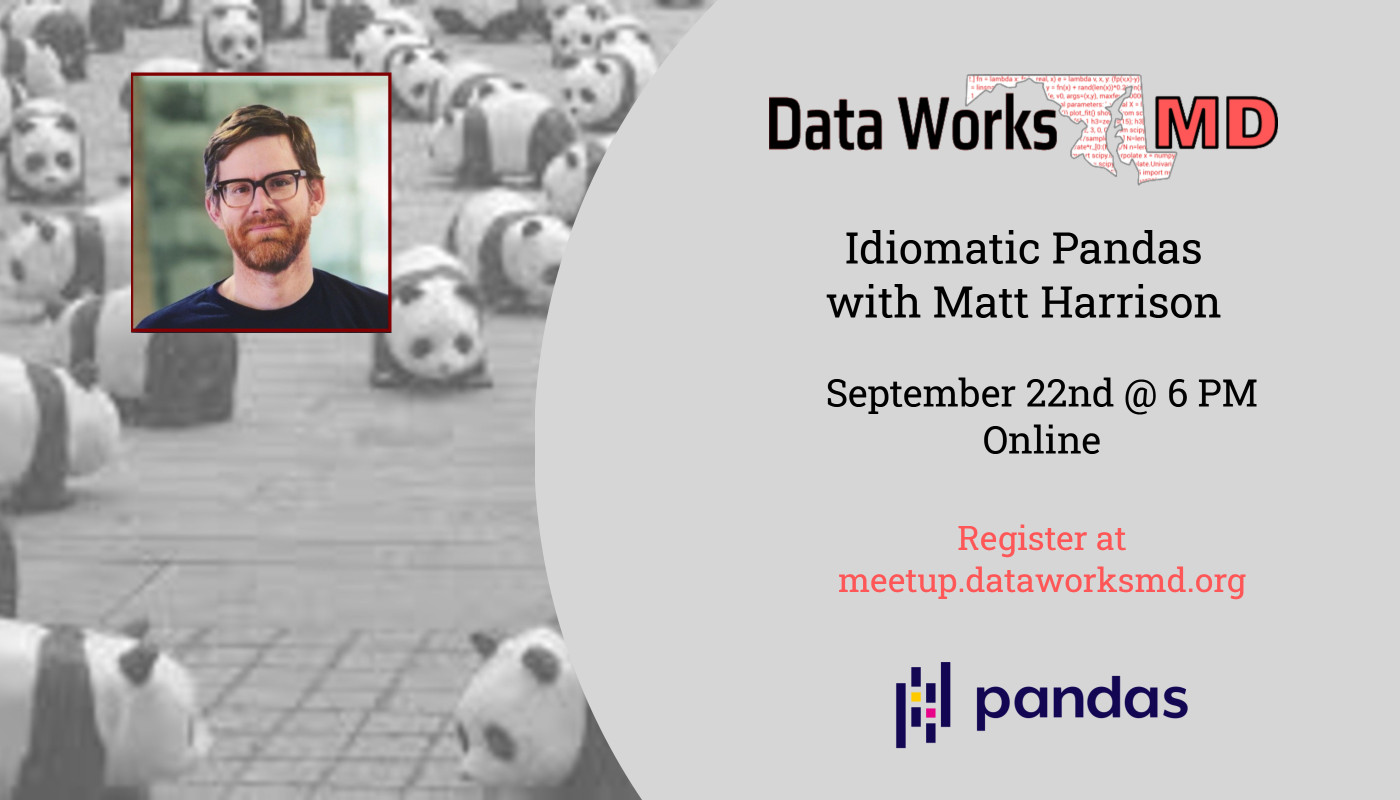 Data Works MD
Idiomatic Pandas
with Matt Harrison
September 22nd @ 6 PM
Online
Register at
meetup.dataworksmd.org
pandas